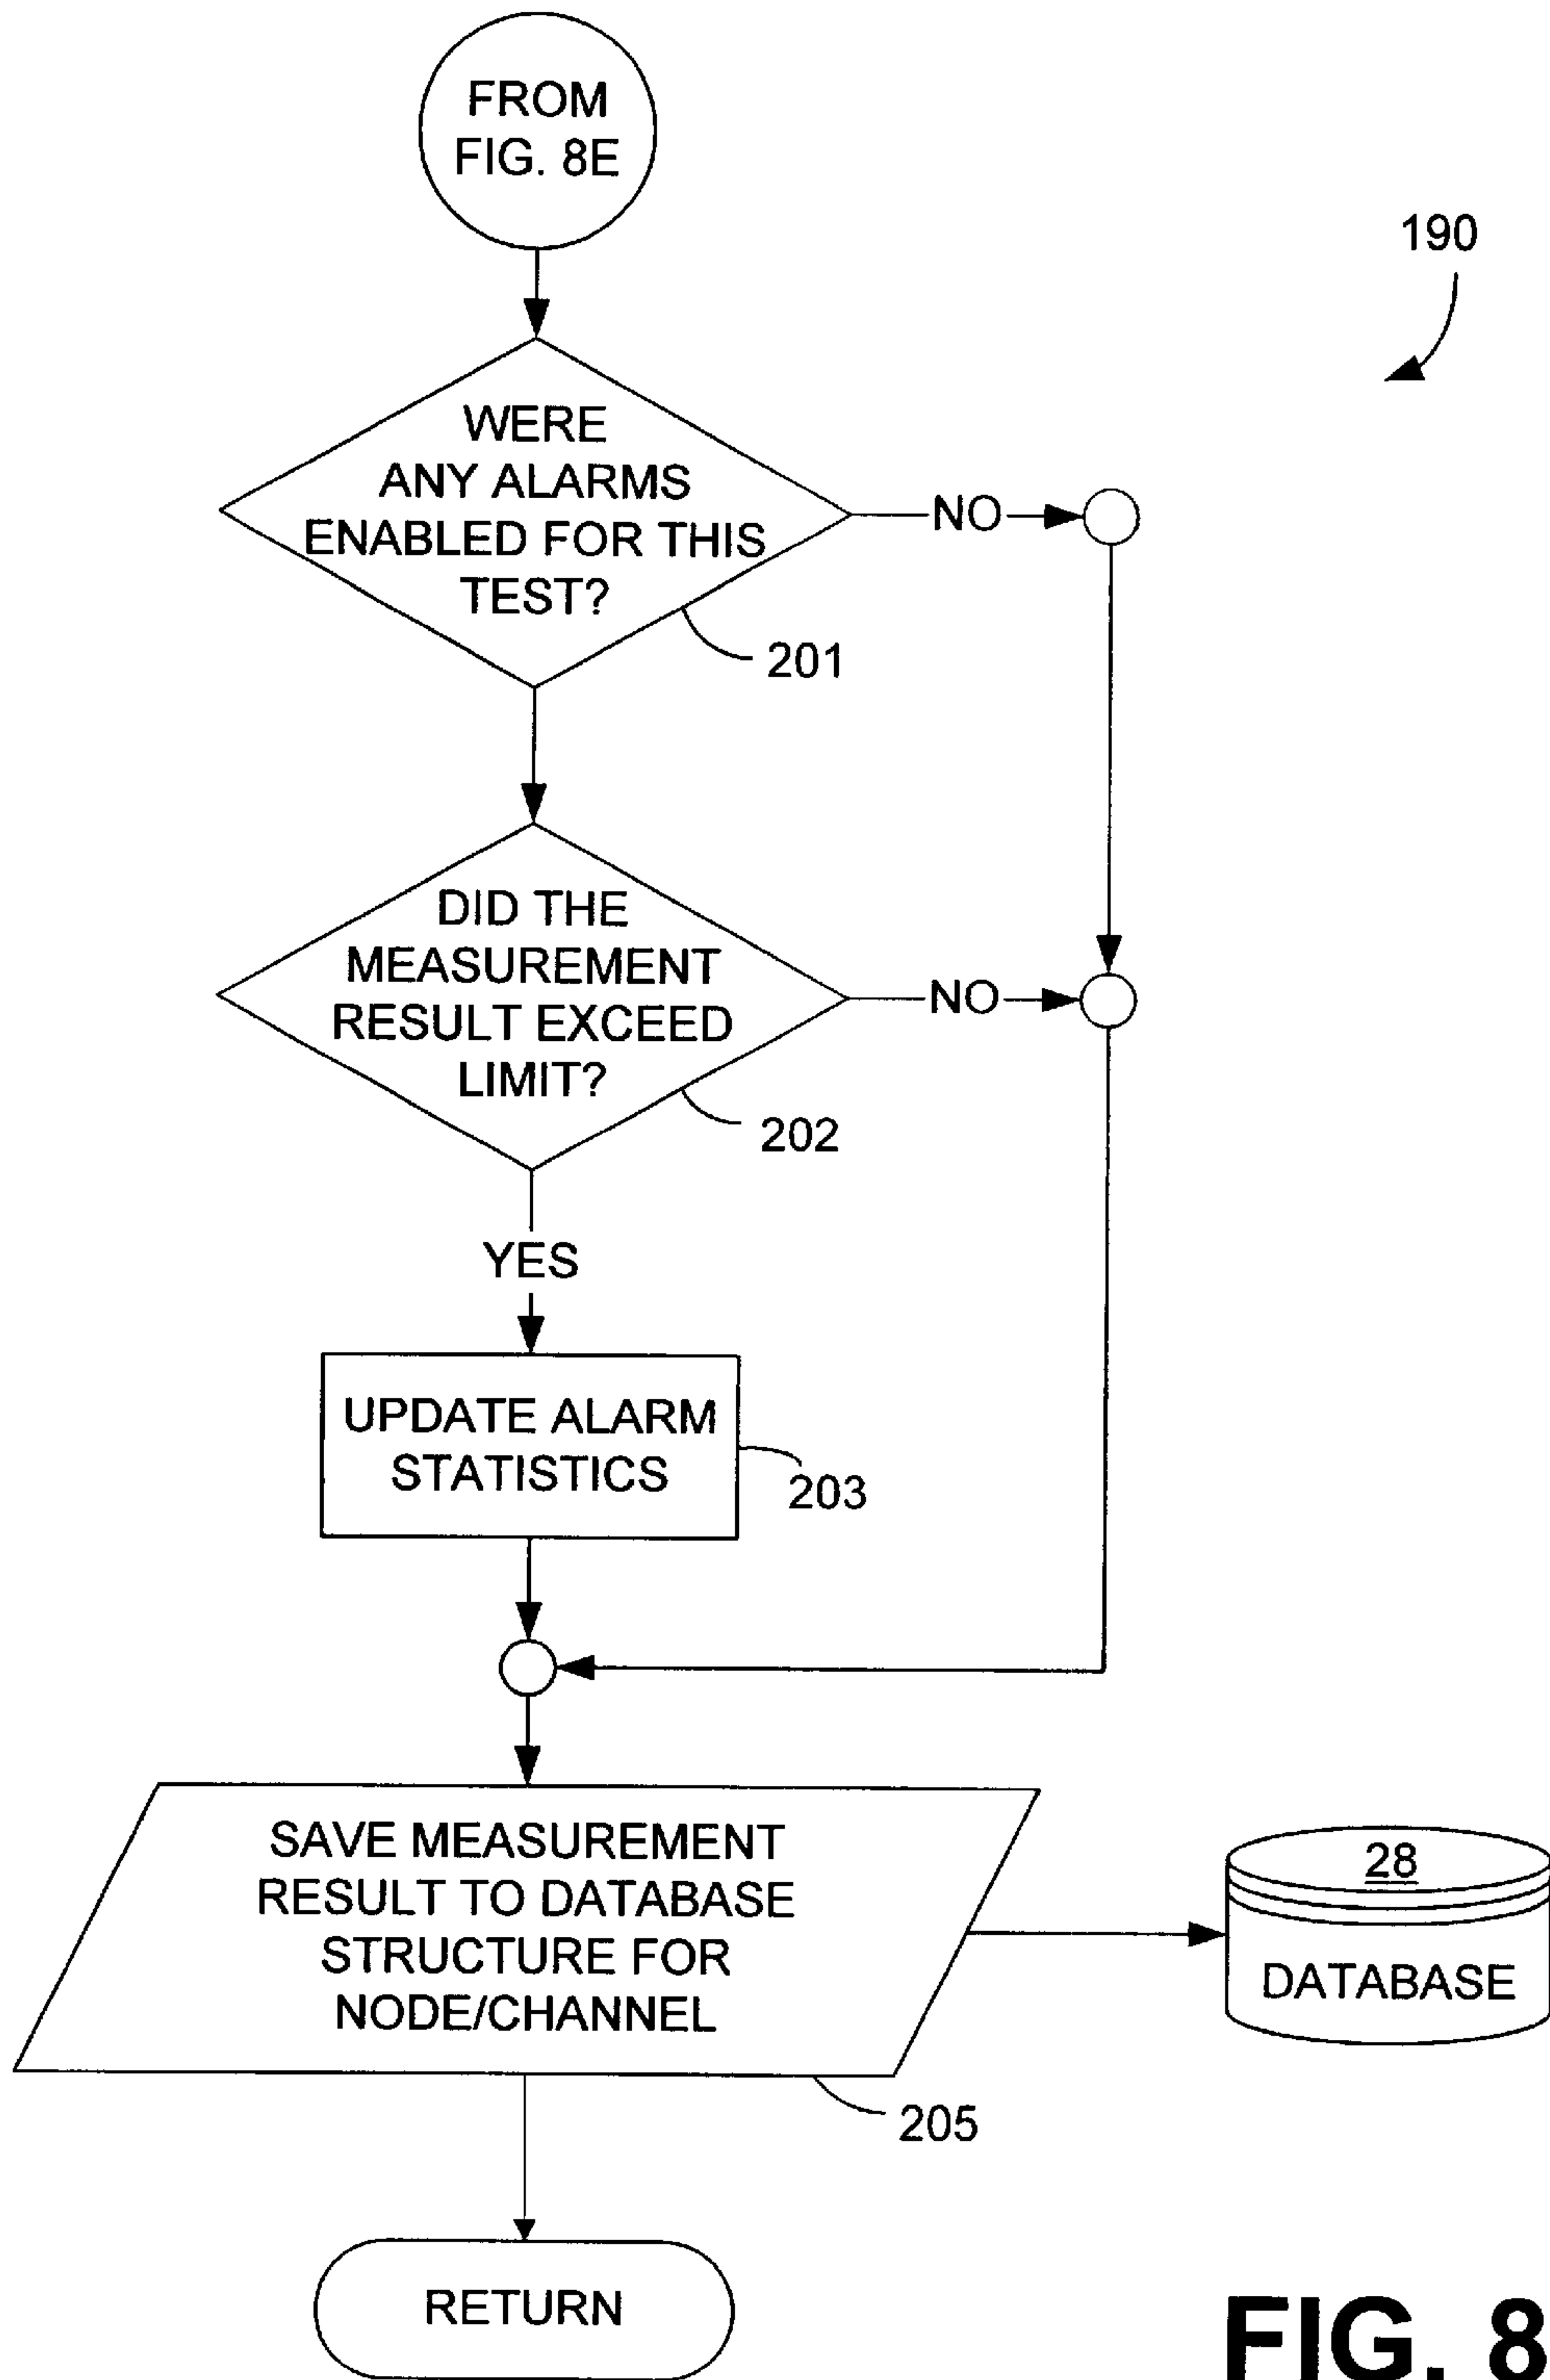 FROM
FIG. 8E
190
WERE
ANY ALARMS
ENABLED FOR THIS
TEST?
NO
201
DID THE
MEASUREMENT
RESULT EXCEED
LIMIT?
NO
202
YES
UPDATE ALARM
STATISTICS
203
SAVE MEASUREMENT
RESULT TO DATABASE
STRUCTURE FOR
NODE/CHANNEL
28
DATABASE
205
RETURN
FIG. 8